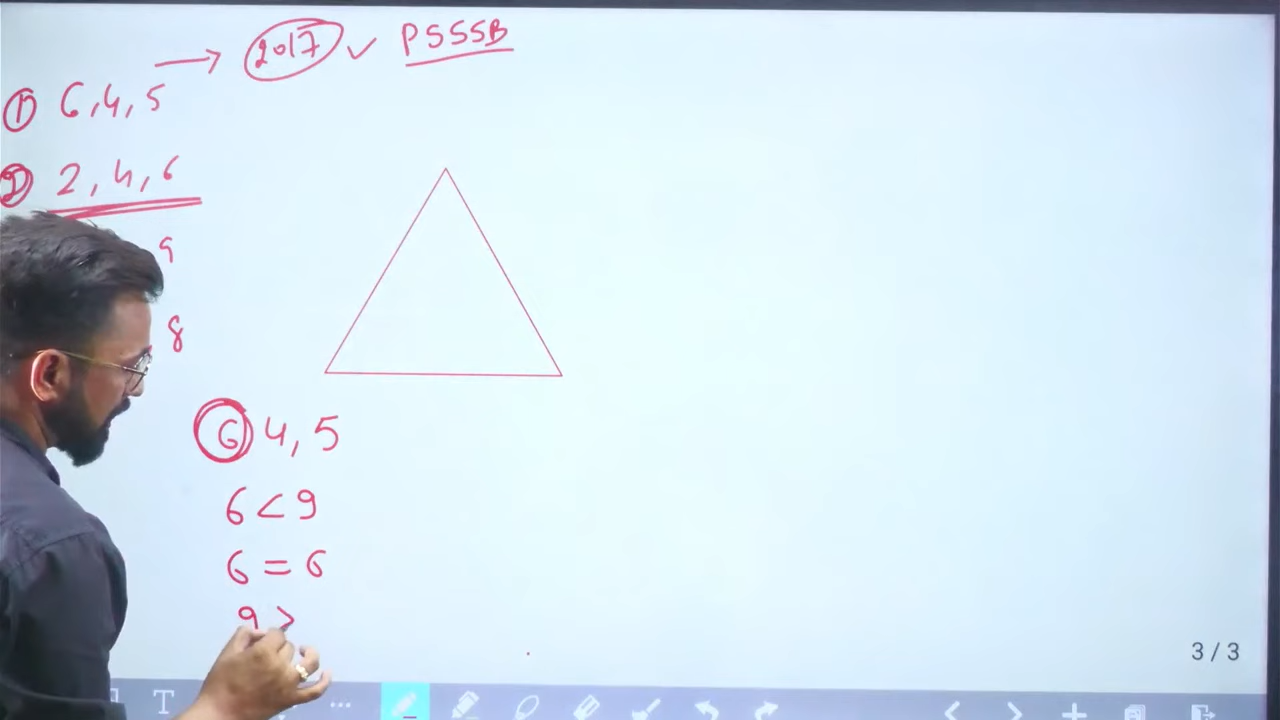 → 2017 ✓ PSSSB
① 6,4,5
② 2,4,6
9
8
6 4,5
6 < 9
6 = 6
9 >
3 / 3
T ...